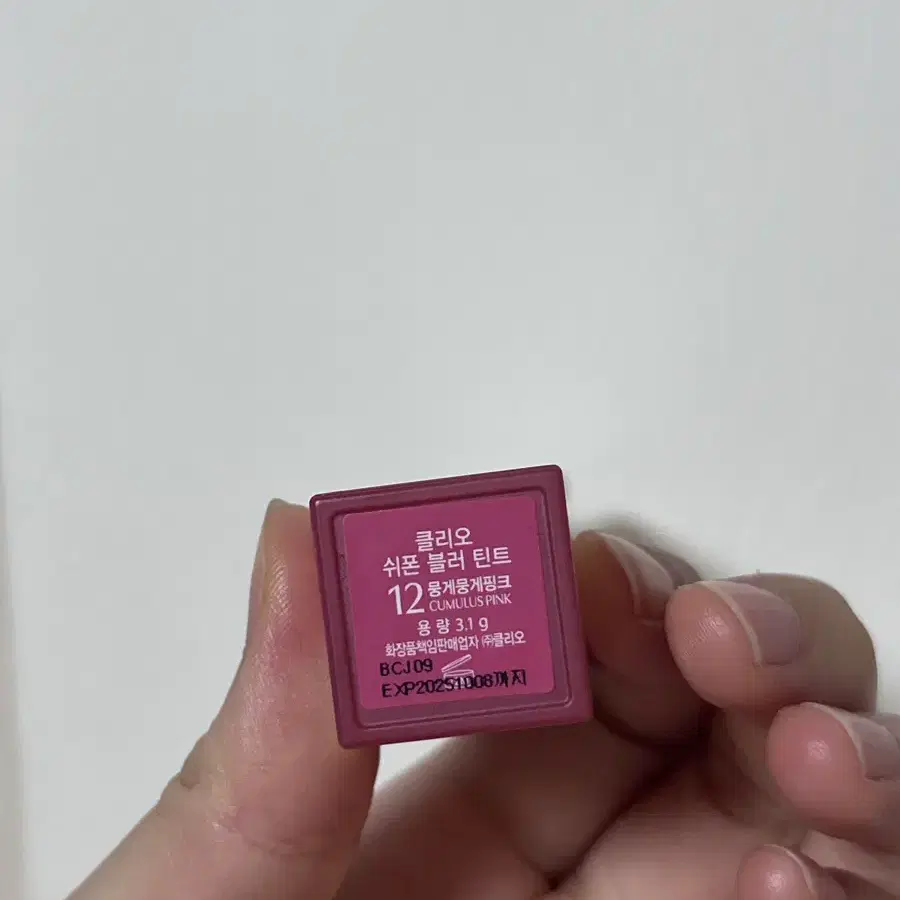 클리오
쉬폰 블러 틴트
12 뭉게뭉게핑크
CUMULUS PINK
용 량 3.1 g
화장품책임판매업자 ㈜클리오
BCJ09
EXP20251008까지